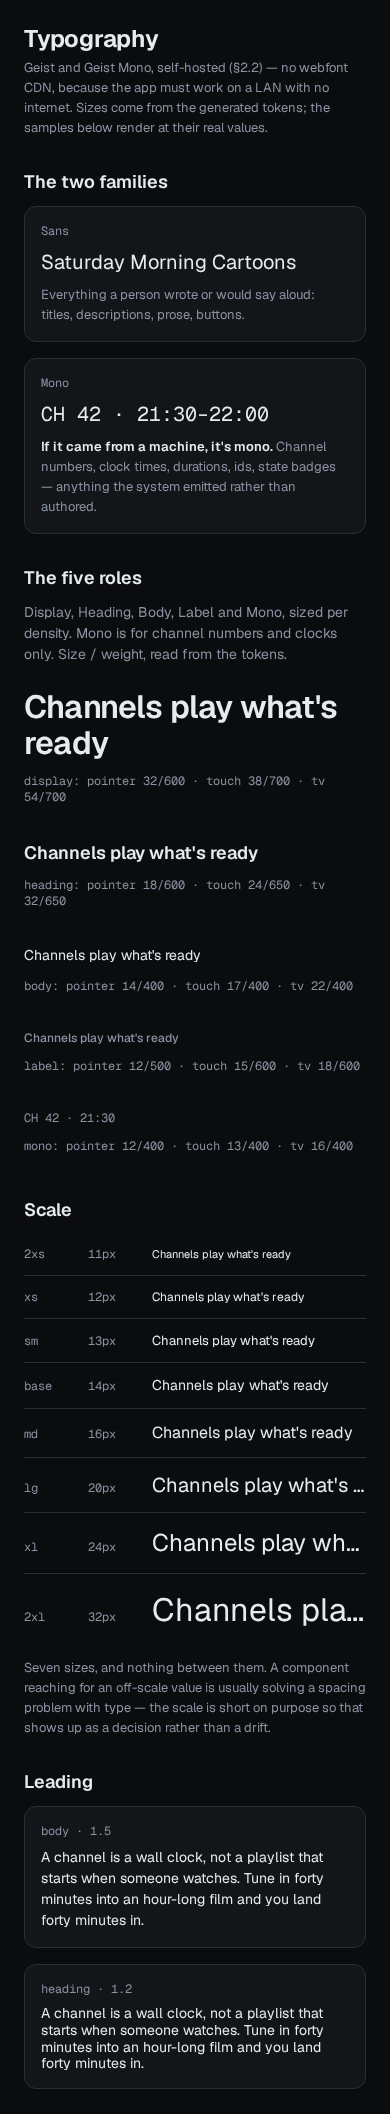 Typography
Geist and Geist Mono, self-hosted (§2.2) — no webfont
CDN, because the app must work on a LAN with no
internet. Sizes come from the generated tokens; the
samples below render at their real values.
The two families
Sans
Saturday Morning Cartoons
Everything a person wrote or would say aloud:
titles, descriptions, prose, buttons.
Mono
CH 42 · 21:30–22:00
If it came from a machine, it's mono. Channel
numbers, clock times, durations, ids, state badges
— anything the system emitted rather than
authored.
The five roles
Display, Heading, Body, Label and Mono, sized per
density. Mono is for channel numbers and clocks
only. Size / weight, read from the tokens.
Channels play what's
ready
display: pointer 32/600 · touch 38/700 · tv
54/700
Channels play what's ready
heading: pointer 18/600 · touch 24/650 · tv
32/650
Channels play what's ready
body: pointer 14/400 · touch 17/400 · tv 22/400
Channels play what's ready
label: pointer 12/500 · touch 15/600 · tv 18/600
CH 42 · 21:30
mono: pointer 12/400 · touch 13/400 · tv 16/400
Scale
2xs 11px Channels play what's ready
xs 12px Channels play what's ready
sm 13px Channels play what's ready
base 14px Channels play what's ready
md 16px Channels play what's ready
lg 20px Channels play what's ...
xl 24px Channels play wh...
2xl 32px Channels pla...
Seven sizes, and nothing between them. A component
reaching for an off-scale value is usually solving a spacing
problem with type — the scale is short on purpose so that
shows up as a decision rather than a drift.
Leading
body · 1.5
A channel is a wall clock, not a playlist that
starts when someone watches. Tune in forty
minutes into an hour-long film and you land
forty minutes in.
heading · 1.2
A channel is a wall clock, not a playlist that
starts when someone watches. Tune in forty
minutes into an hour-long film and you land
forty minutes in.